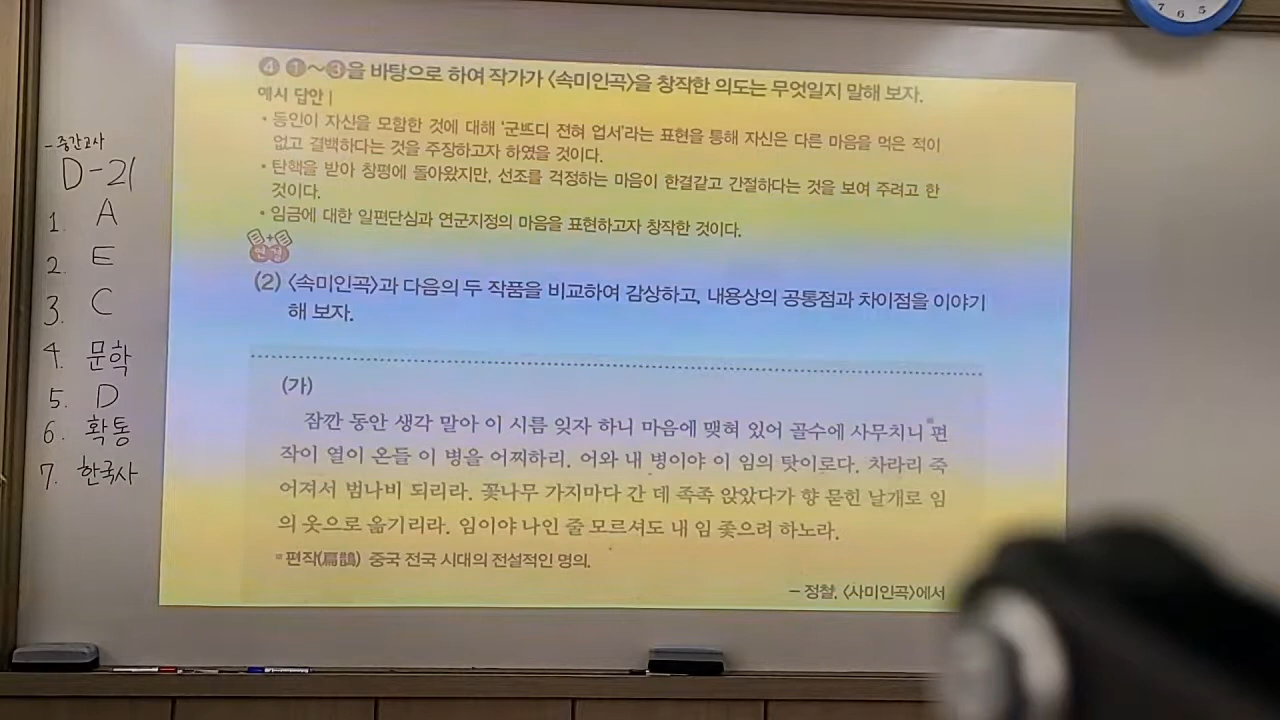 7 6 5
- 중간고사
D-21
1. A
2. E
3. C
4. 문학
5. D
6. 확통
7. 한국사
❹ ❶~❸을 바탕으로 하여 작가가 〈속미인곡〉을 창작한 의도는 무엇일지 말해 보자.
예시 답안 |
• 동인이 자신을 모함한 것에 대해 ‘군쁘디 젼혀 업서’라는 표현을 통해 자신은 다른 마음을 먹은 적이
없고 결백하다는 것을 주장하고자 하였을 것이다.
• 탄핵을 받아 창평에 돌아왔지만, 선조를 걱정하는 마음이 한결같고 간절하다는 것을 보여 주려고 한
것이다.
• 임금에 대한 일편단심과 연군지정의 마음을 표현하고자 창작한 것이다.
연결
(2) 〈속미인곡〉과 다음의 두 작품을 비교하여 감상하고, 내용상의 공통점과 차이점을 이야기
해 보자.
(가)
잠깐 동안 생각 말아 이 시름 잊자 하니 마음에 맺혀 있어 골수에 사무치니 편
작이 열이 온들 이 병을 어찌하리. 어와 내 병이야 이 임의 탓이로다. 차라리 죽
어져서 범나비 되리라. 꽃나무 가지마다 간 데 족족 앉았다가 향 묻힌 날개로 임
의 옷으로 옮기리라. 임이야 나인 줄 모르셔도 내 임 좇으려 하노라.
편작(扁鵲) 중국 전국 시대의 전설적인 명의.
- 정철, 〈사미인곡〉에서